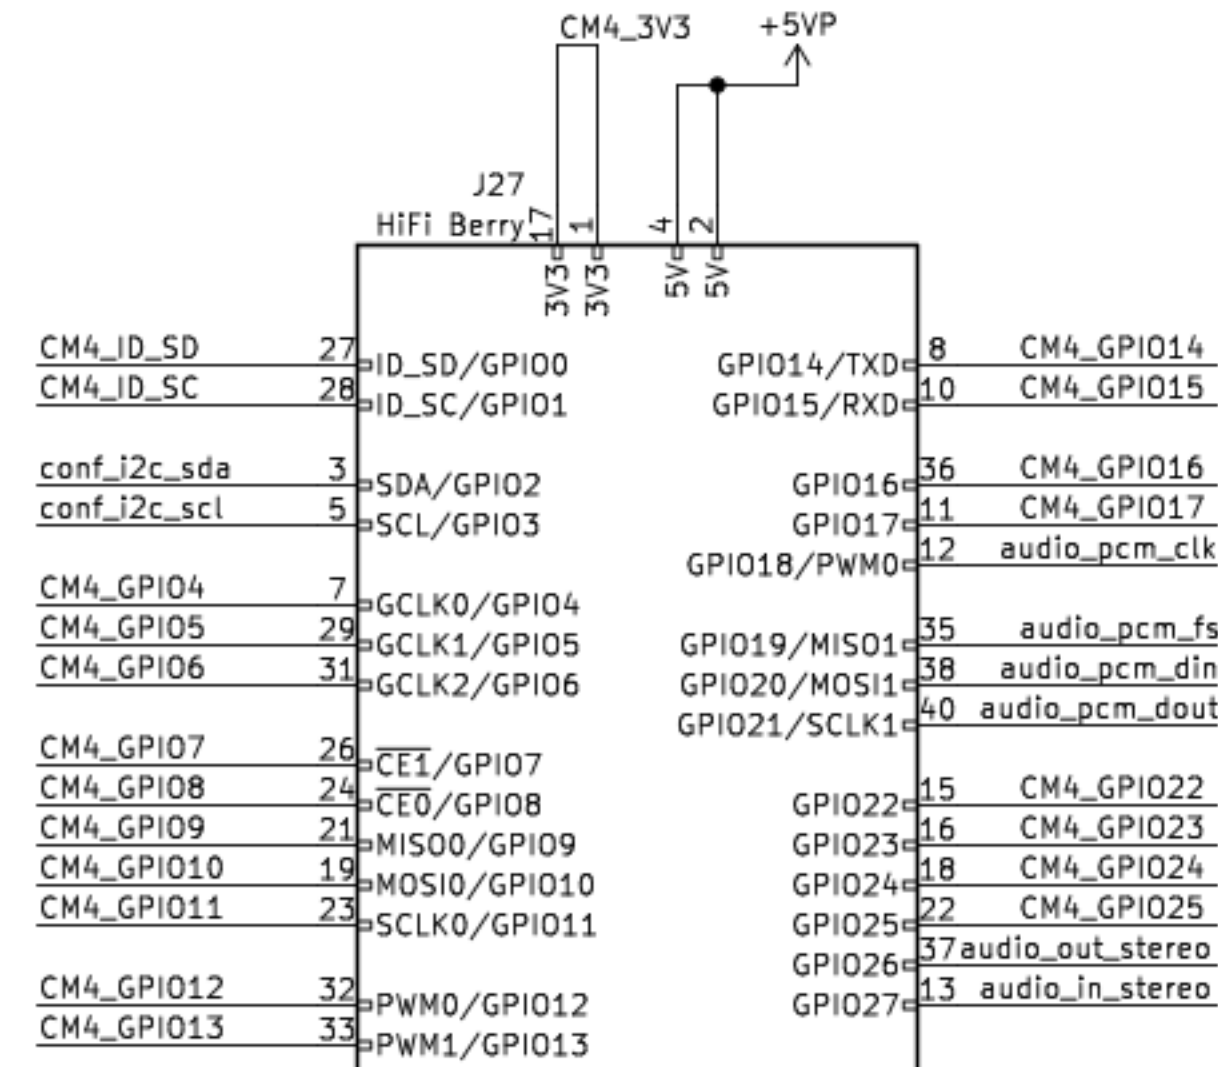 CM4_3V3 +5VP
J27
HiFi Berry 17 1 4 2
3V3 3V3 5V 5V
CM4_ID_SD 27 ID_SD/GPIO0 GPIO14/TXD 8 CM4_GPIO14
CM4_ID_SC 28 ID_SC/GPIO1 GPIO15/RXD 10 CM4_GPIO15
conf_i2c_sda 3 SDA/GPIO2 GPIO16 36 CM4_GPIO16
conf_i2c_scl 5 SCL/GPIO3 GPIO17 11 CM4_GPIO17
GPIO18/PWM0 12 audio_pcm_clk
CM4_GPIO4 7 GCLK0/GPIO4
CM4_GPIO5 29 GCLK1/GPIO5 GPIO19/MISO1 35 audio_pcm_fs
CM4_GPIO6 31 GCLK2/GPIO6 GPIO20/MOSI1 38 audio_pcm_din
GPIO21/SCLK1 40 audio_pcm_dout
CM4_GPIO7 26 CE1/GPIO7
CM4_GPIO8 24 CE0/GPIO8 GPIO22 15 CM4_GPIO22
CM4_GPIO9 21 MISO0/GPIO9 GPIO23 16 CM4_GPIO23
CM4_GPIO10 19 MOSI0/GPIO10 GPIO24 18 CM4_GPIO24
CM4_GPIO11 23 SCLK0/GPIO11 GPIO25 22 CM4_GPIO25
GPIO26 37 audio_out_stereo
CM4_GPIO12 32 PWM0/GPIO12 GPIO27 13 audio_in_stereo
CM4_GPIO13 33 PWM1/GPIO13